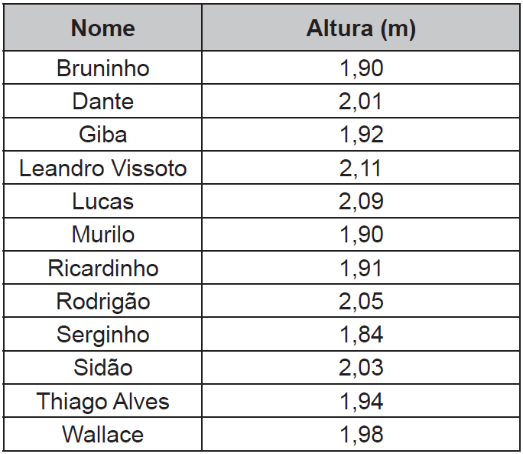 Nome Altura (m)
Bruninho 1,90
Dante 2,01
Giba 1,92
Leandro Vissoto 2,11
Lucas 2,09
Murilo 1,90
Ricardinho 1,91
Rodrigão 2,05
Serginho 1,84
Sidão 2,03
Thiago Alves 1,94
Wallace 1,98